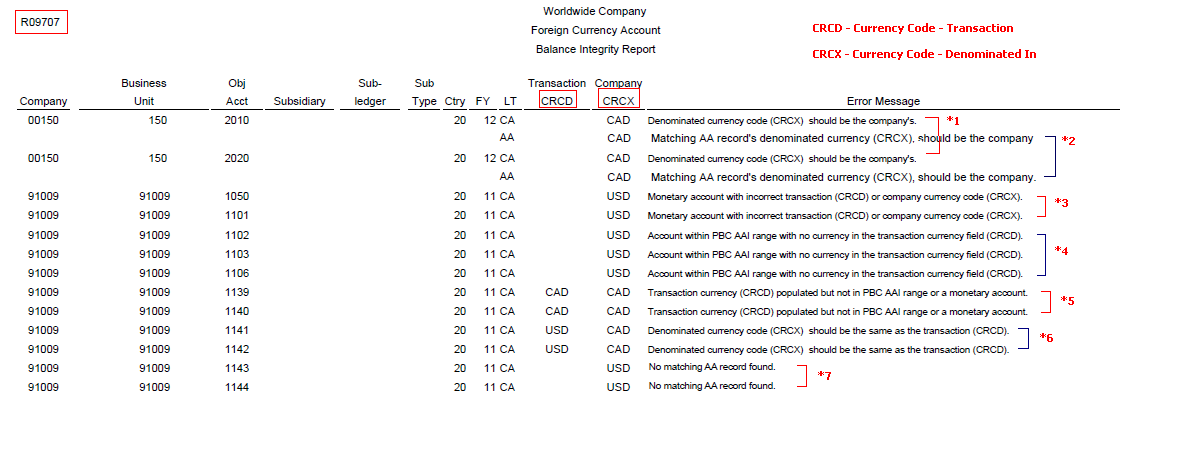 R09707
Worldwide Company
Foreign Currency Account
Balance Integrity Report
CRCD - Currency Code - Transaction
CRCX - Currency Code - Denominated In
Business Obj Sub- Sub Transaction Company
Company Unit Acct Subsidiary ledger Type Ctry FY LT CRCD CRCX Error Message
00150 150 2010 20 12 CA CAD Denominated currency code (CRCX) should be the company's. *1
AA CAD Matching AA record's denominated currency (CRCX), should be the company *2
00150 150 2020 20 12 CA CAD Denominated currency code (CRCX) should be the company's.
AA CAD Matching AA record's denominated currency (CRCX), should be the company.
91009 91009 1050 20 11 CA USD Monetary account with incorrect transaction (CRCD) or company currency code (CRCX). *3
91009 91009 1101 20 11 CA USD Monetary account with incorrect transaction (CRCD) or company currency code (CRCX).
91009 91009 1102 20 11 CA USD Account within PBC AAI range with no currency in the transaction currency field (CRCD).
91009 91009 1103 20 11 CA USD Account within PBC AAI range with no currency in the transaction currency field (CRCD). *4
91009 91009 1106 20 11 CA USD Account within PBC AAI range with no currency in the transaction currency field (CRCD).
91009 91009 1139 20 11 CA CAD CAD Transaction currency (CRCD) populated but not in PBC AAI range or a monetary account. *5
91009 91009 1140 20 11 CA CAD CAD Transaction currency (CRCD) populated but not in PBC AAI range or a monetary account.
91009 91009 1141 20 11 CA USD CAD Denominated currency code (CRCX) should be the same as the transaction (CRCD). *6
91009 91009 1142 20 11 CA USD CAD Denominated currency code (CRCX) should be the same as the transaction (CRCD).
91009 91009 1143 20 11 CA USD No matching AA record found. *7
91009 91009 1144 20 11 CA USD No matching AA record found.